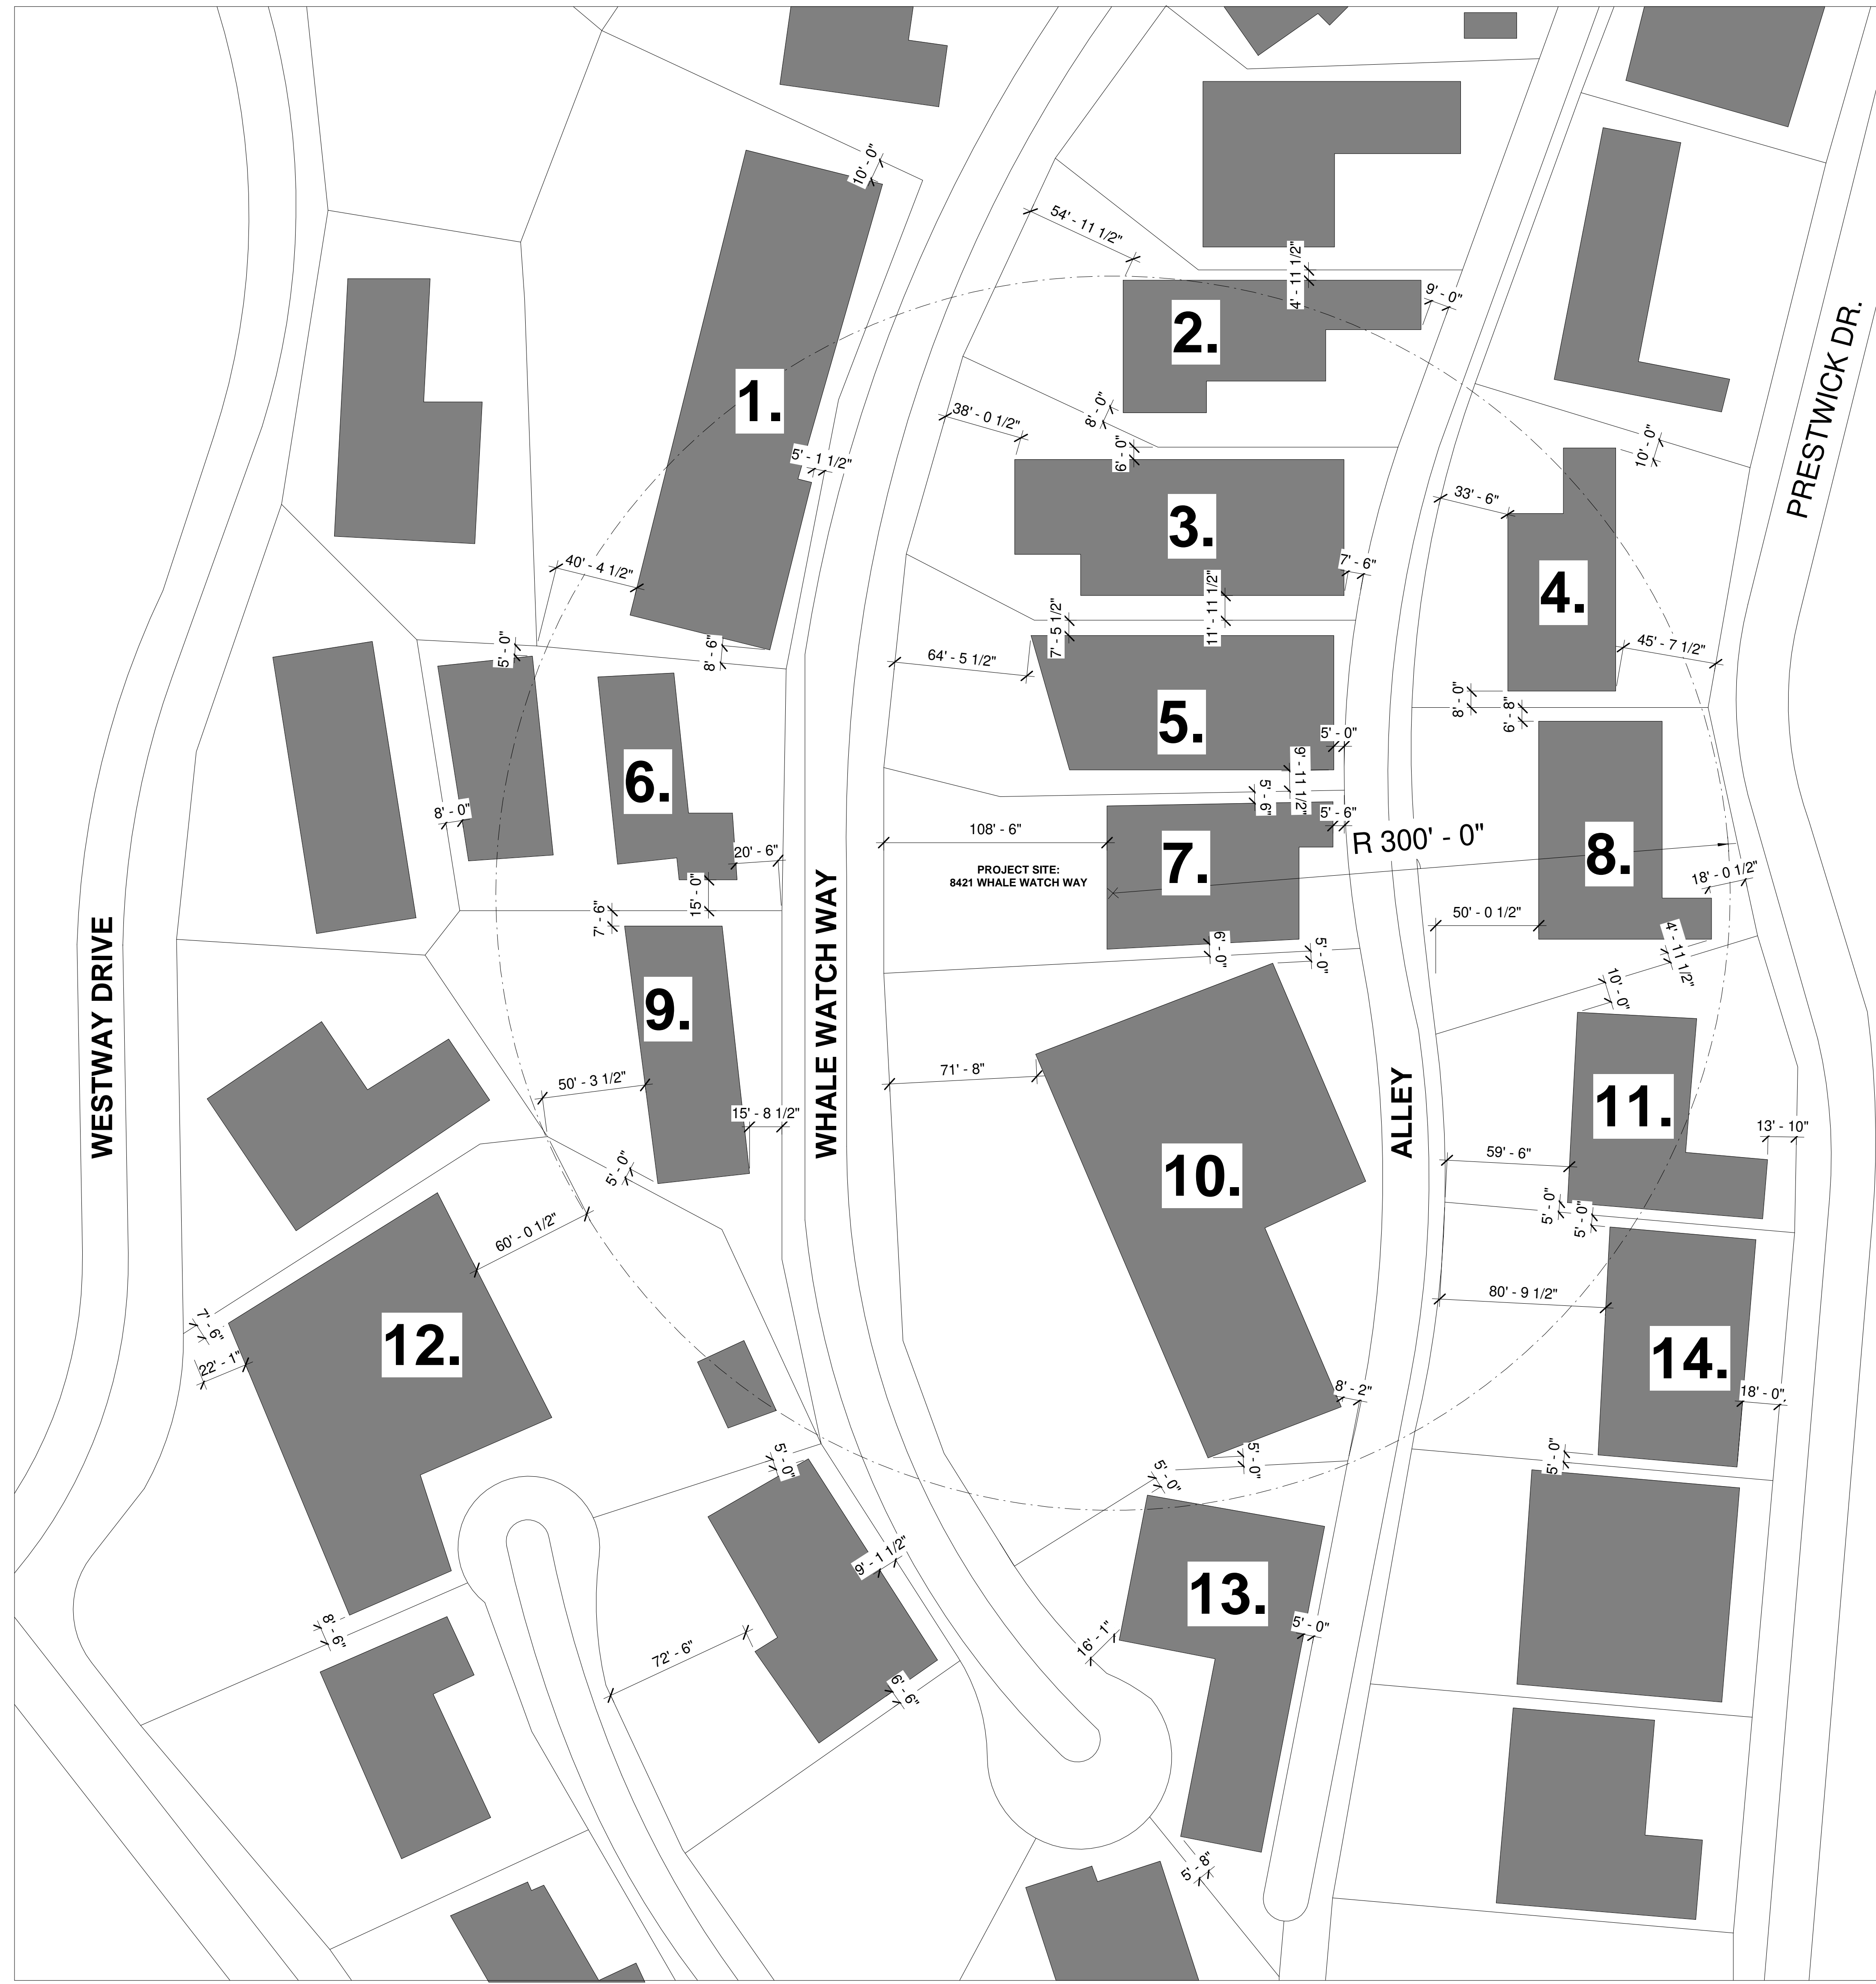 10' - 0"
54' - 11 1/2"
4' - 11 1/2"
9' - 0"
2.
PRESTWICK DR.
1.
8' - 0"
38' - 0 1/2"
6' - 0"
10' - 0"
5' - 1 1/2"
33' - 6"
3.
40' - 4 1/2"
7' - 6"
4.
11' - 11 1/2"
7' - 5 1/2"
5' - 0"
8' - 6"
64' - 5 1/2"
45' - 7 1/2"
8' - 0"
6' - 8"
5.
5' - 0"
6.
9' - 11 1/2"
5' - 6"
8' - 0"
5' - 6"
108' - 6"
R 300' - 0"
20' - 6"
7.
8.
PROJECT SITE:
8421 WHALE WATCH WAY
18' - 0 1/2"
15' - 0"
7' - 6"
50' - 0 1/2"
4' - 11 1/2"
6' - 0"
5' - 0"
10' - 0"
9.
WESTWAY DRIVE
WHALE WATCH WAY
71' - 8"
50' - 3 1/2"
15' - 8 1/2"
ALLEY
11.
13' - 10"
59' - 6"
5' - 0"
10.
5' - 0"
5' - 0"
60' - 0 1/2"
80' - 9 1/2"
7' - 6"
12.
22' - 1"
14.
8' - 2"
18' - 0"
5' - 0"
5' - 0"
5' - 0"
5' - 0"
9' - 1 1/2"
13.
8' - 6"
5' - 0"
16' - 1"
72' - 6"
6' - 6"
5' - 8"